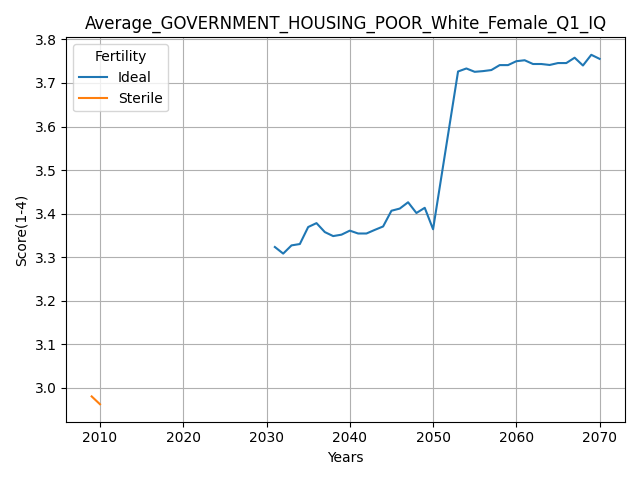 Average_GOVERNMENT_HOUSING_POOR_White_Female_Q1_IQ
Fertility
Ideal
Sterile
Score(1-4)
3.8
3.7
3.6
3.5
3.4
3.3
3.2
3.1
3.0
2010 2020 2030 2040 2050 2060 2070
Years